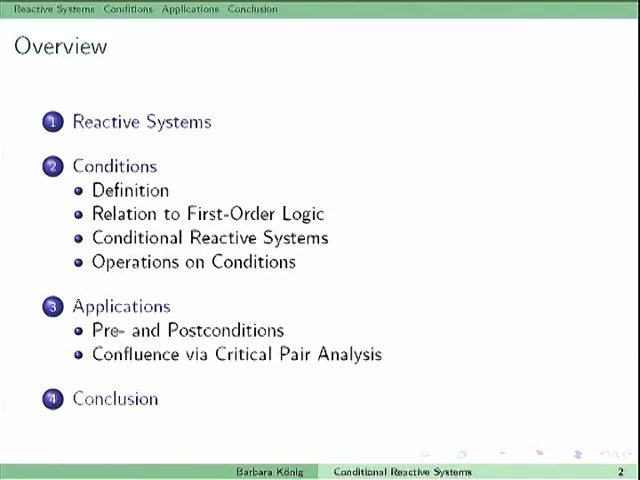 Reactive Systems Conditions Applications Conclusion
Overview
1 Reactive Systems
2 Conditions
Definition
Relation to First-Order Logic
Conditional Reactive Systems
Operations on Conditions
3 Applications
Pre- and Postconditions
Confluence via Critical Pair Analysis
4 Conclusion
Barbara König Conditional Reactive Systems 2